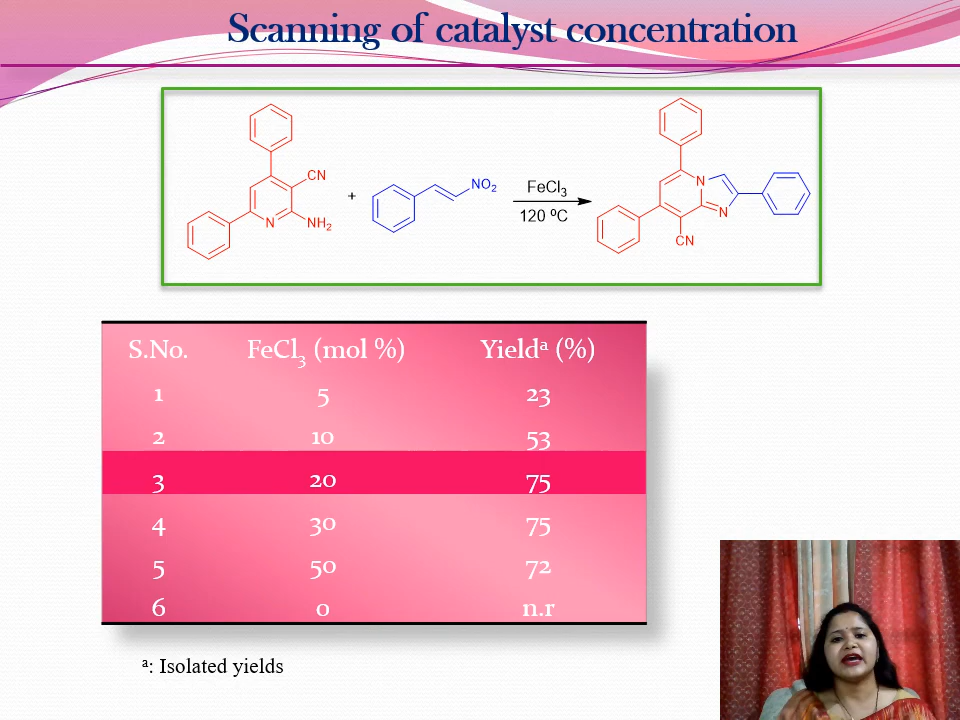 Scanning of catalyst concentration
CN
N
NH₂
+
NO₂
FeCl₃
120 ⁰C
N
N
CN
S.No. FeCl₃ (mol %) Yieldᵃ (%)
1 5 23
2 10 53
3 20 75
4 30 75
5 50 72
6 0 n.r
ᵃ: Isolated yields